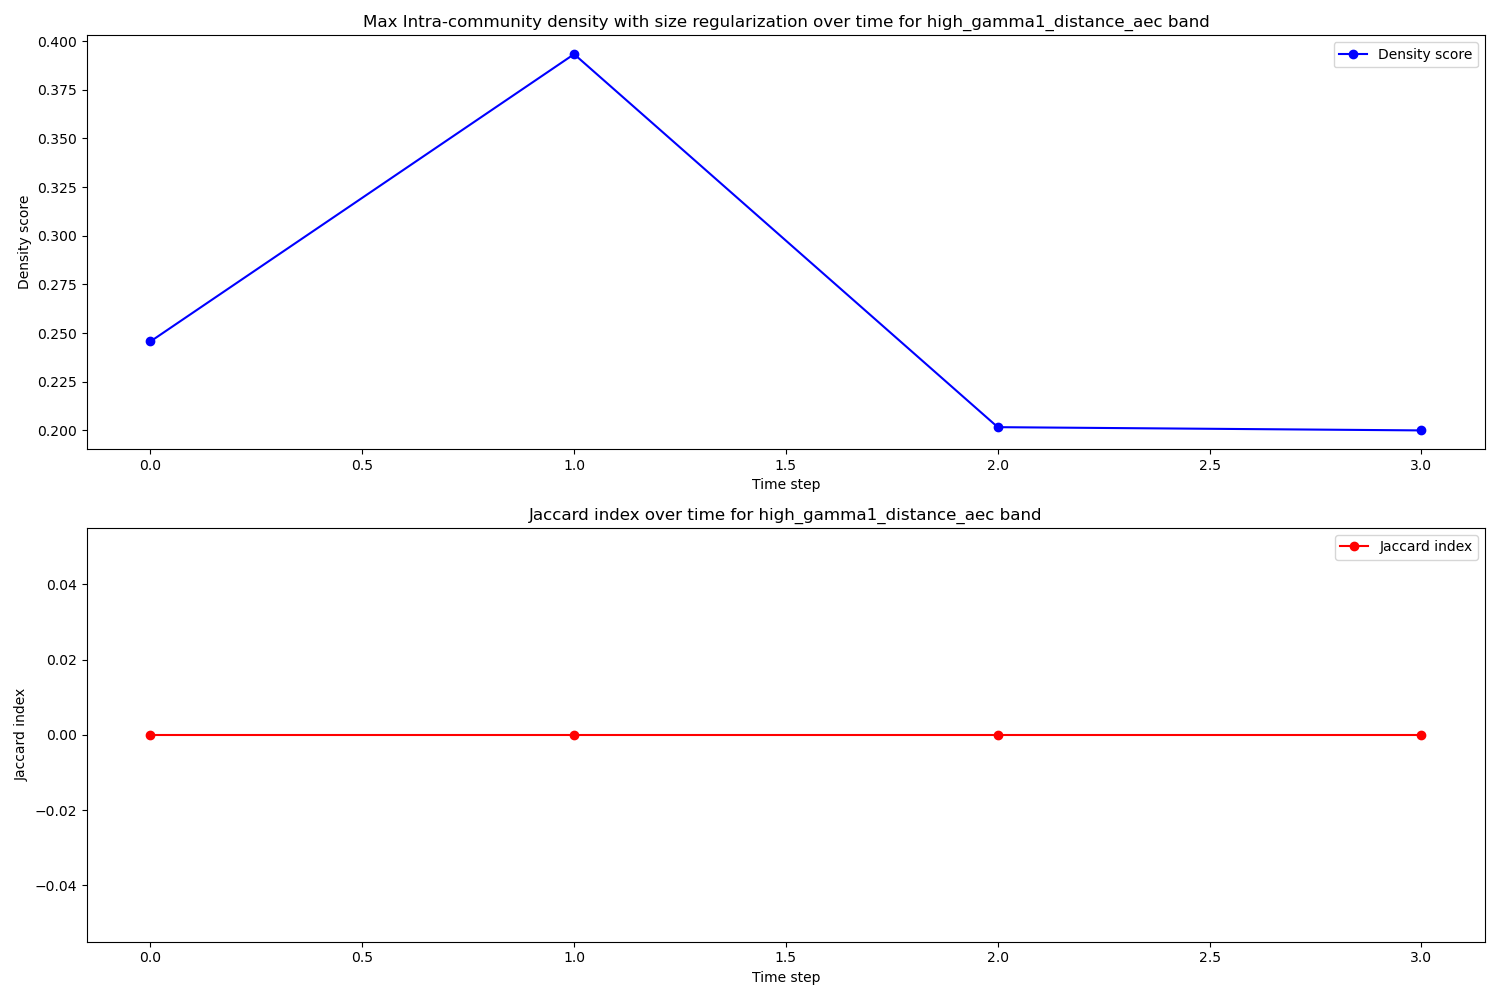 Max Intra-community density with size regularization over time for high_gamma1_distance_aec band
Density score
0.400
0.375
0.350
0.325
0.300
0.275
0.250
0.225
0.200
Density score
0.0 0.5 1.0 1.5 2.0 2.5 3.0
Time step
Jaccard index over time for high_gamma1_distance_aec band
Jaccard index
0.04
0.02
0.00
−0.02
−0.04
Jaccard index
0.0 0.5 1.0 1.5 2.0 2.5 3.0
Time step